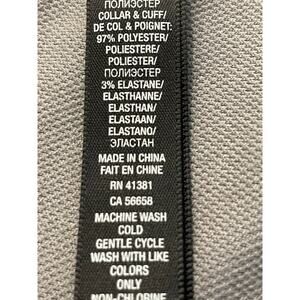 ПОЛИЭСТЕР
COLLAR & CUFF/
DE COL & POIGNET:
97% POLYESTER/
POLIESTERE/
POLIESTER/
ПОЛИЭСТЕР
3% ELASTANE/
ELASTHANNE/
ELASTHAN/
ELASTAAN/
ELASTANO/
ЭЛАСТАН
MADE IN CHINA
FAIT EN CHINE
RN 41381
CA 56658
MACHINE WASH
COLD
GENTLE CYCLE
WASH WITH LIKE
COLORS
ONLY
NON-CHLORINE